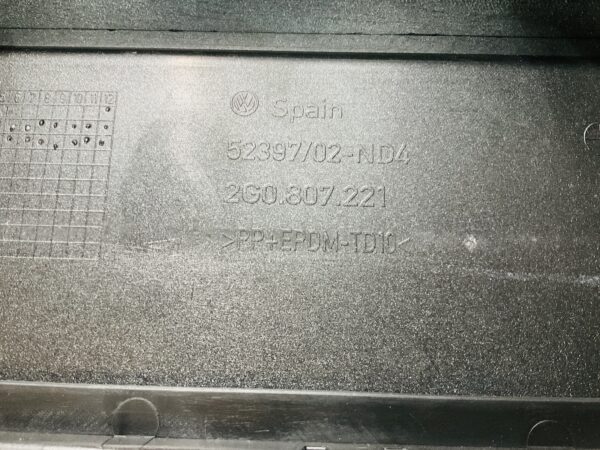 Spain
52397/02-ND4
2G0.807.221
>PP+EPDM-TD10<